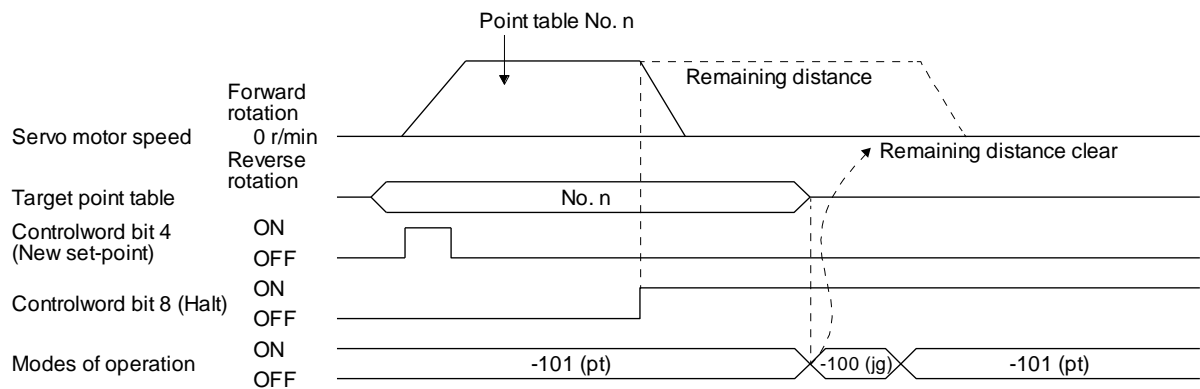 Point table No. n
Remaining distance
Forward
rotation
Servo motor speed 0 r/min
Reverse
rotation
Remaining distance clear
Target point table No. n
Controlword bit 4
(New set-point)
ON
OFF
Controlword bit 8 (Halt)
ON
OFF
Modes of operation
ON
OFF
-101 (pt) -100 (jg) -101 (pt)